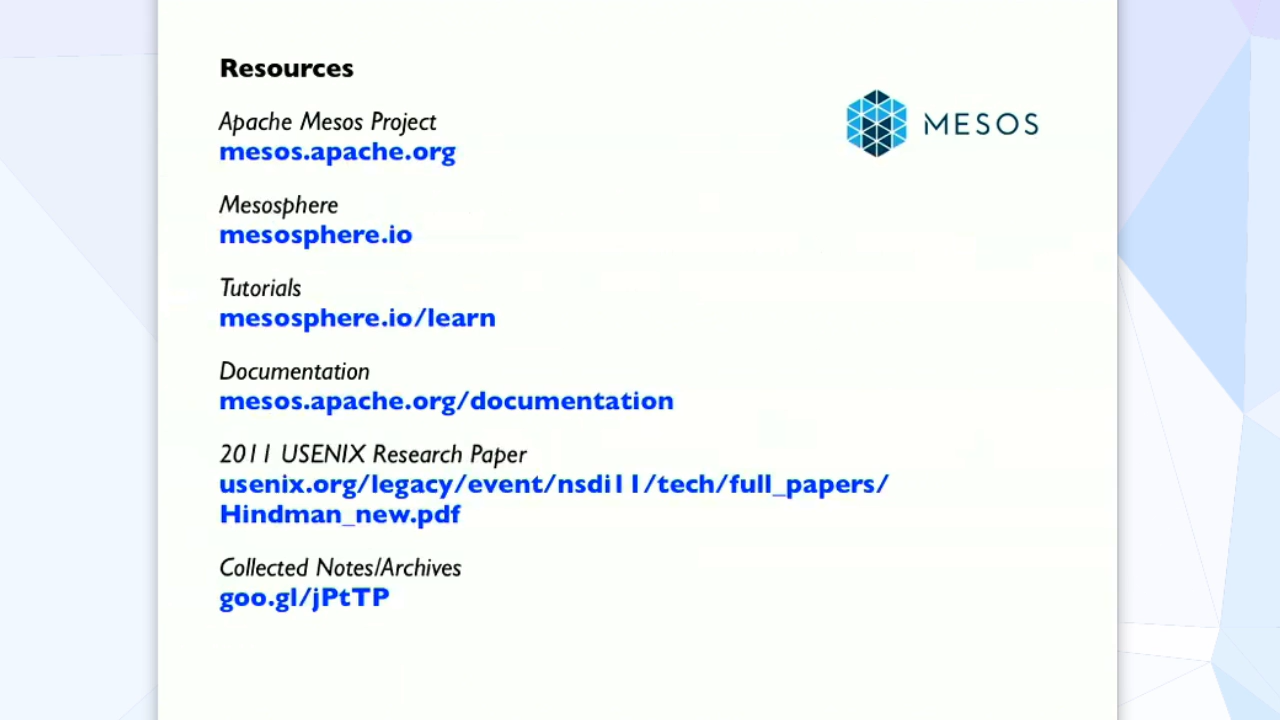 Resources
Apache Mesos Project
mesos.apache.org
MESOS
Mesosphere
mesosphere.io
Tutorials
mesosphere.io/learn
Documentation
mesos.apache.org/documentation
2011 USENIX Research Paper
usenix.org/legacy/event/nsdi11/tech/full_papers/
Hindman_new.pdf
Collected Notes/Archives
goo.gl/jPtTP